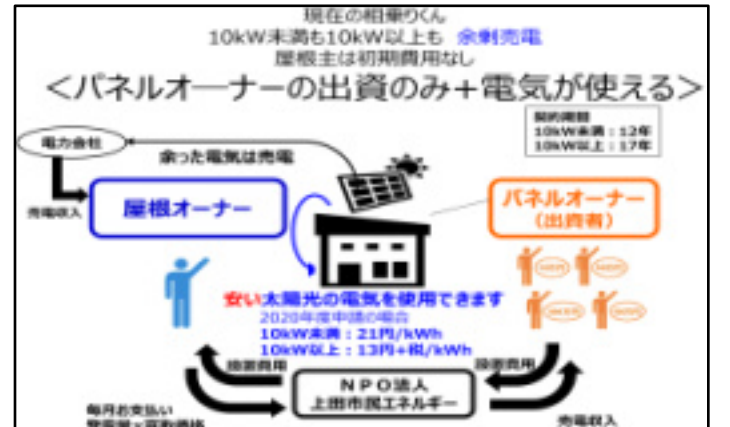 現在の相乗りくん
10kW未満も10kW以上も 余剰売電
屋根主は初期費用なし
＜パネルオーナーの出資のみ＋電気が使える＞
契約期間
10kW未満：12年
10kW以上：17年
電力会社
余った電気は売電
売電収入
屋根オーナー
パネルオーナー
（出資者）
安い太陽光の電気を使用できます
2020年度申請の場合
10kW未満：21円/kWh
10kW以上：13円+税/kWh
設置費用
設置費用
NPO法人
上田市民エネルギー
毎月お支払い
発電量×買取価格
売電収入